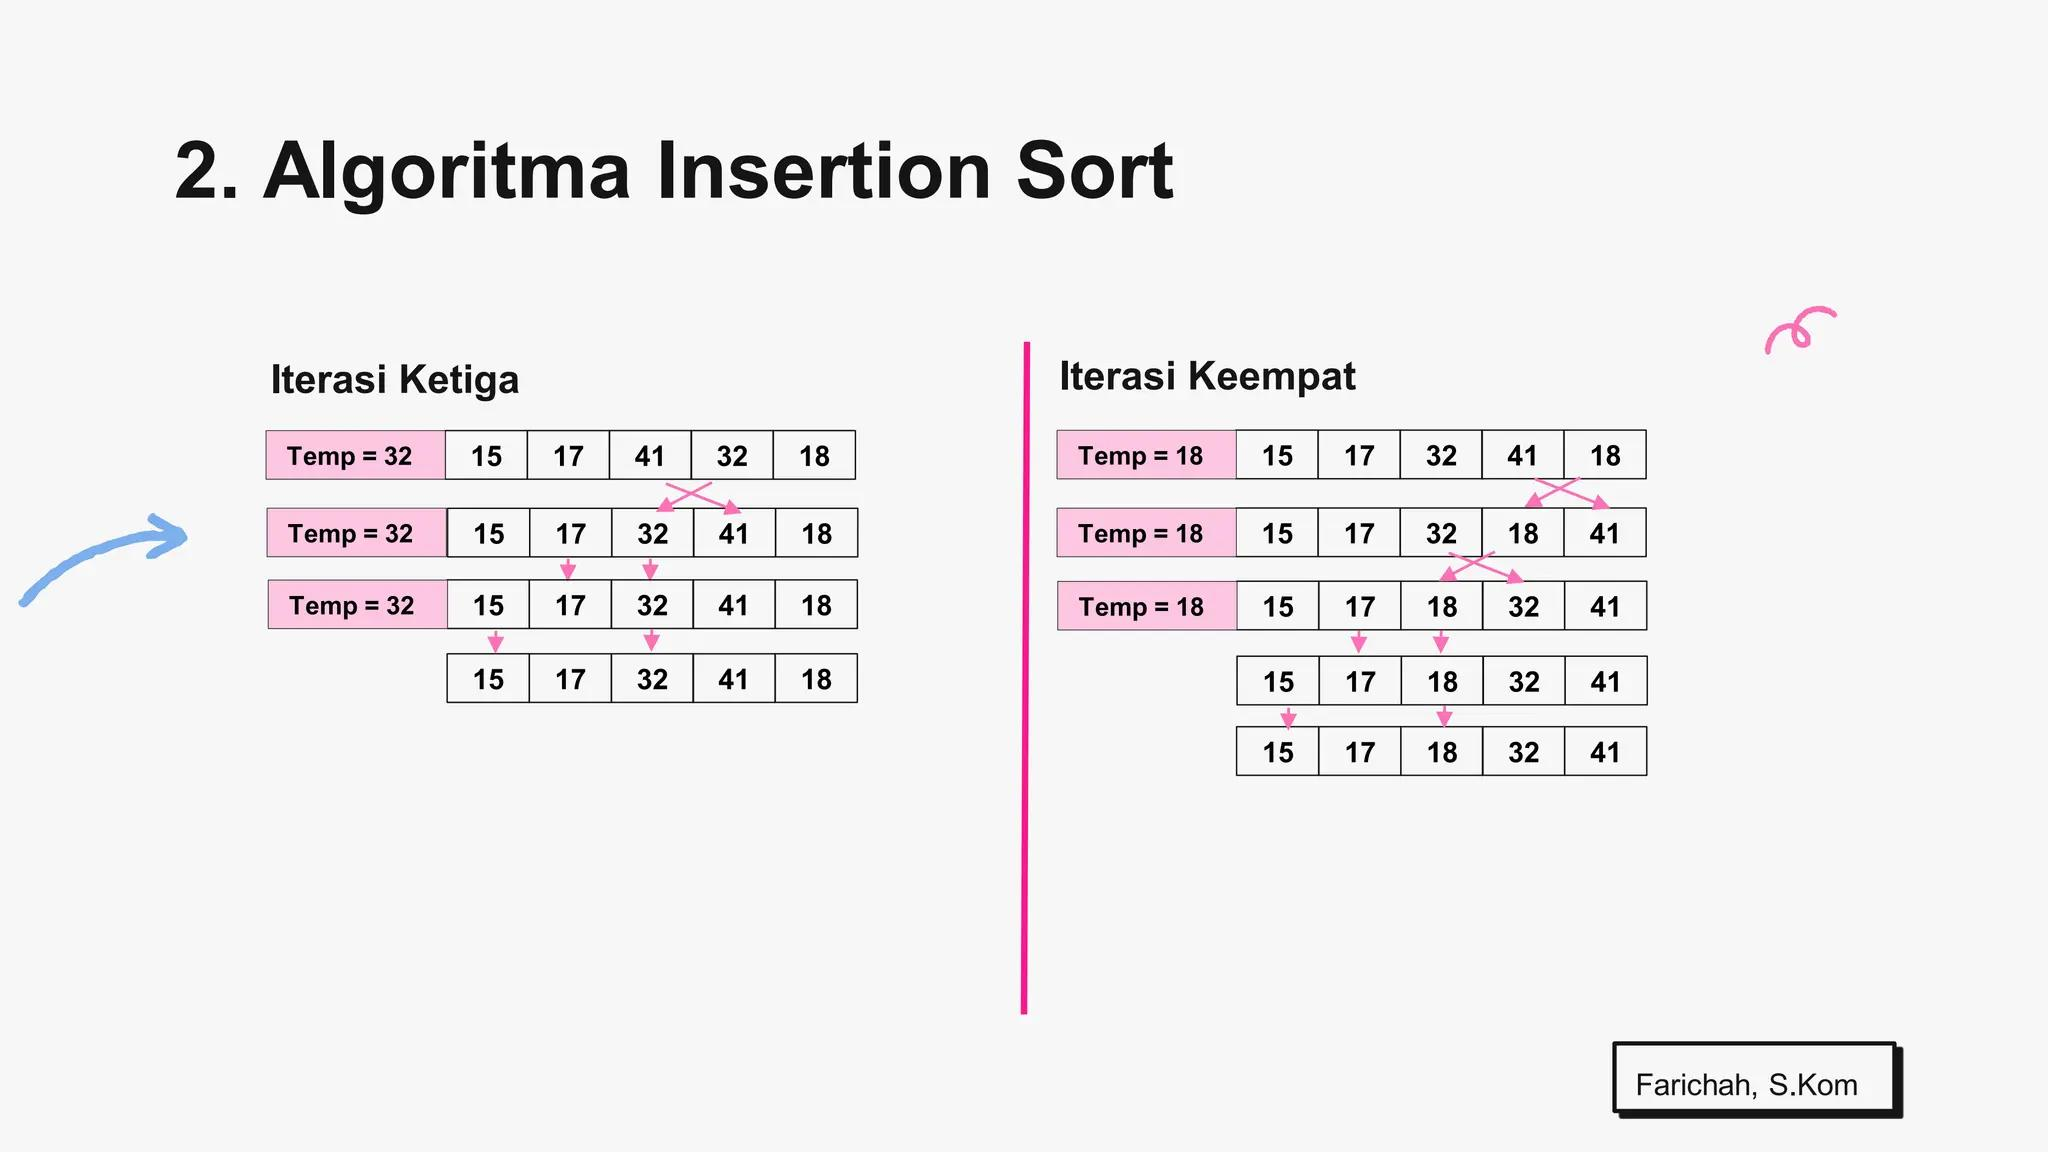 2. Algoritma Insertion Sort
Iterasi Ketiga
Temp = 32 15 17 41 32 18
Temp = 32 15 17 32 41 18
Temp = 32 15 17 32 41 18
15 17 32 41 18
Iterasi Keempat
Temp = 18 15 17 32 41 18
Temp = 18 15 17 32 18 41
Temp = 18 15 17 18 32 41
15 17 18 32 41
15 17 18 32 41
Farichah, S.Kom